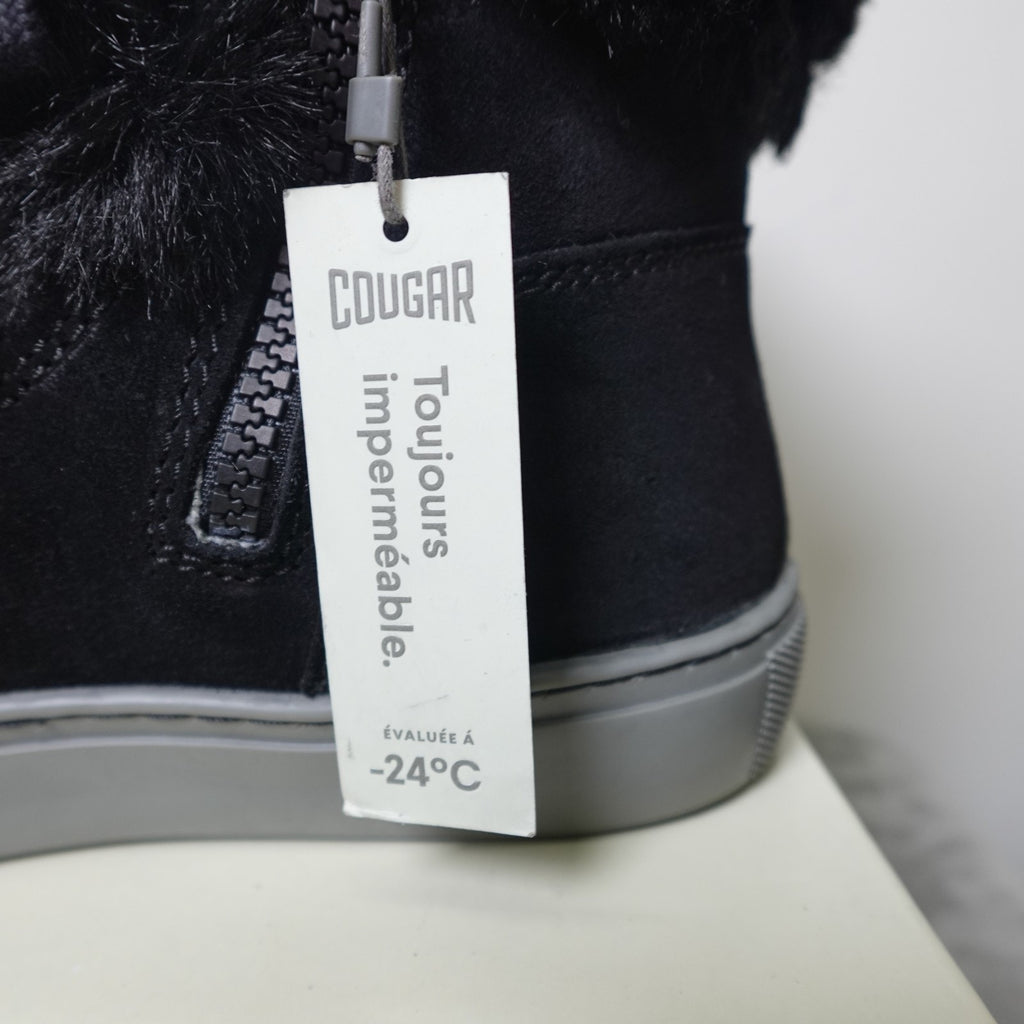 COUGAR
Toujours
imperméable.
ÉVALUÉE Á
-24°C